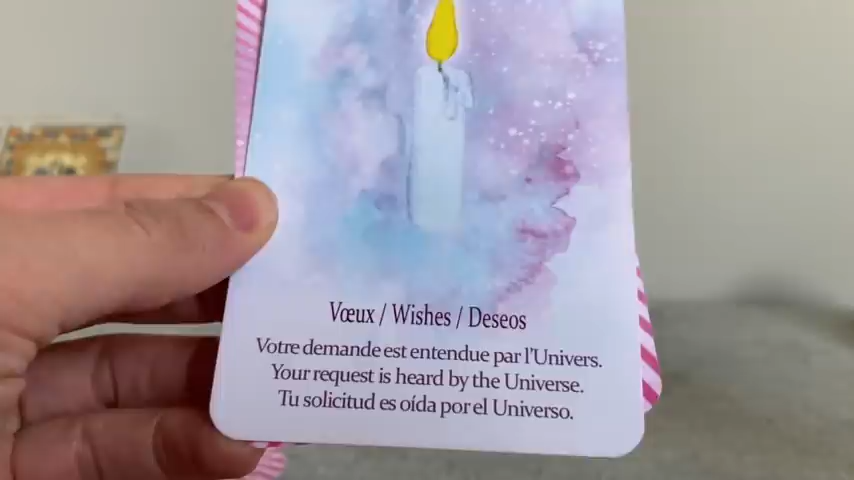 Vœux / Wishes / Deseos
Votre demande est entendue par l'Univers.
Your request is heard by the Universe.
Tu solicitud es oída por el Universo.